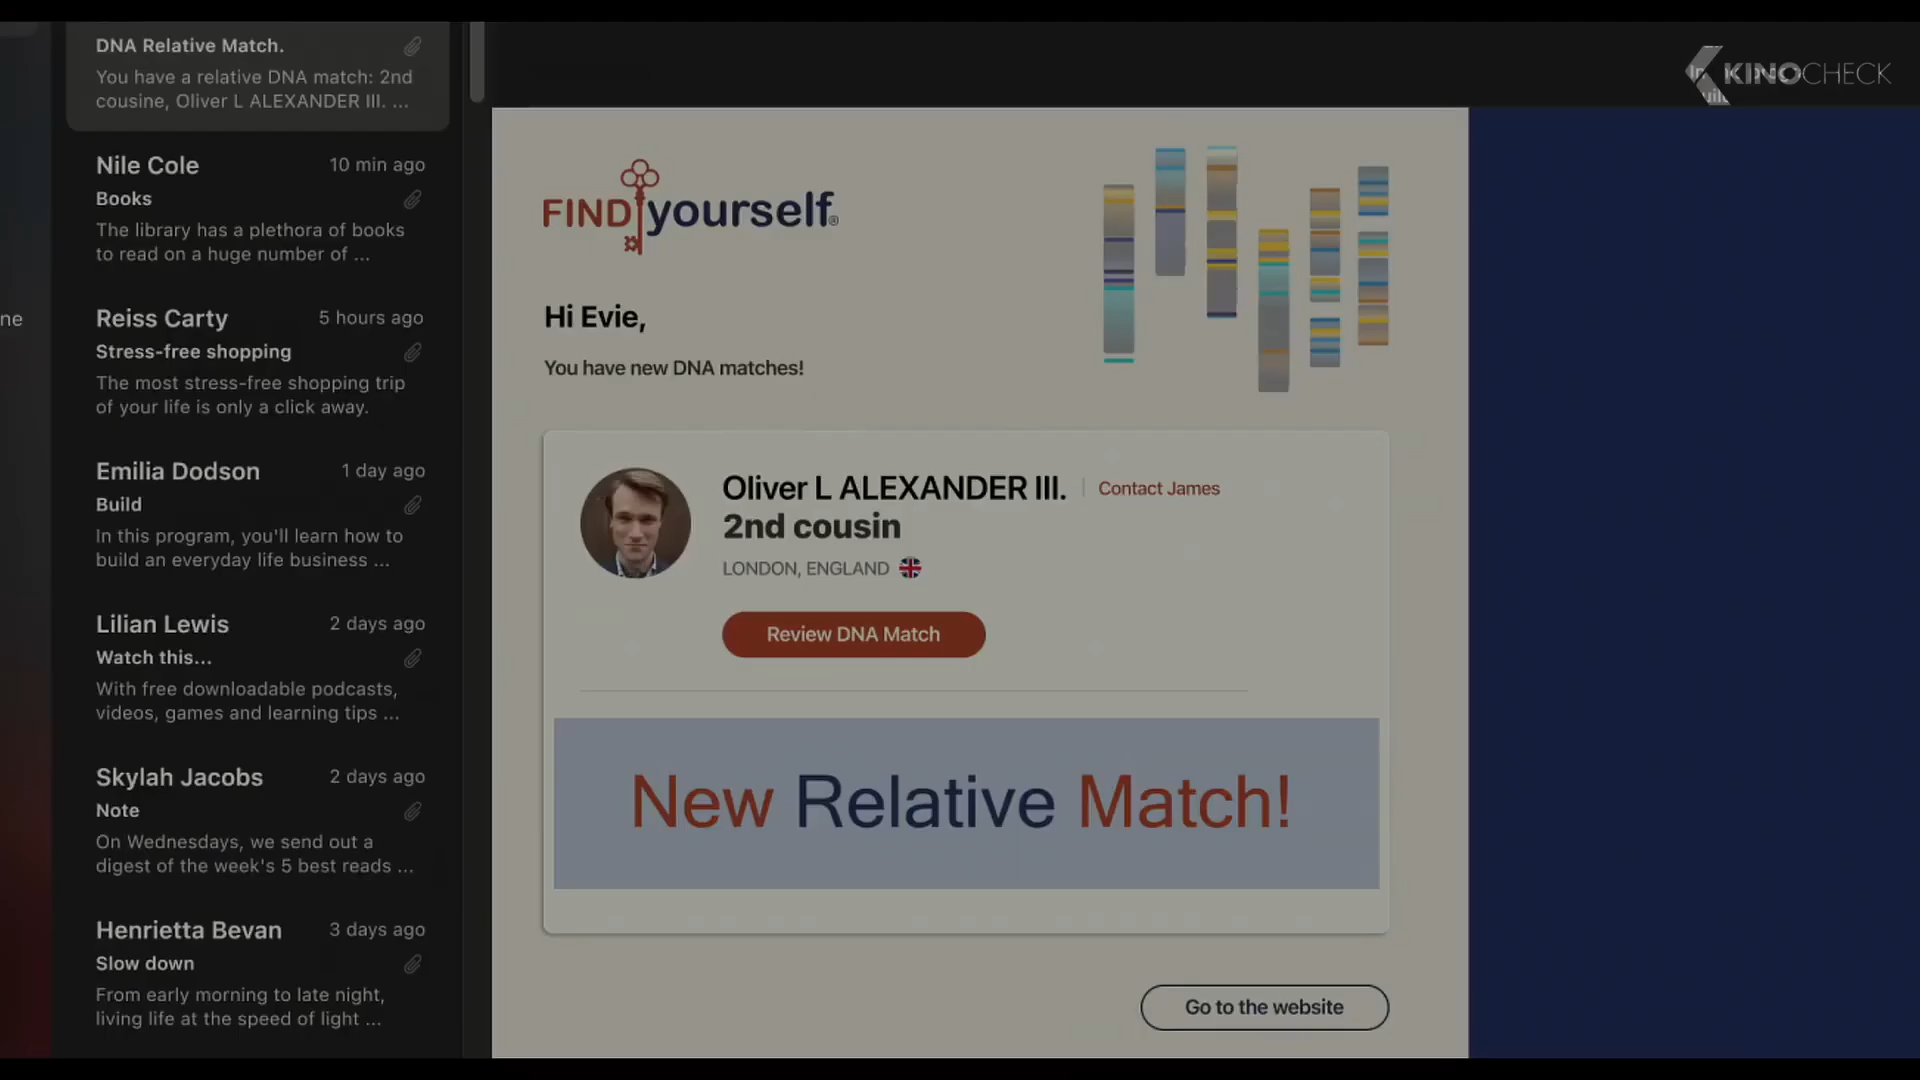 DNA Relative Match.
You have a relative DNA match: 2nd
cousine, Oliver L ALEXANDER III. ...
Nile Cole 10 min ago
Books
The library has a plethora of books
to read on a huge number of ...
Reiss Carty 5 hours ago
Stress-free shopping
The most stress-free shopping trip
of your life is only a click away.
Emilia Dodson 1 day ago
Build
In this program, you'll learn how to
build an everyday life business ...
Lilian Lewis 2 days ago
Watch this...
With free downloadable podcasts,
videos, games and learning tips ...
Skylah Jacobs 2 days ago
Note
On Wednesdays, we send out a
digest of the week's 5 best reads ...
Henrietta Bevan 3 days ago
Slow down
From early morning to late night,
living life at the speed of light ...
ne
KINOCHECK
FIND yourself®
Hi Evie,
You have new DNA matches!
Oliver L ALEXANDER III. Contact James
2nd cousin
LONDON, ENGLAND
Review DNA Match
New Relative Match!
Go to the website